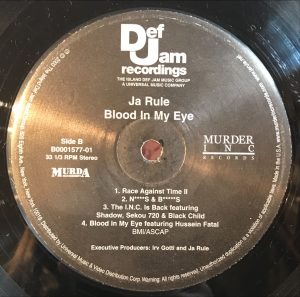 Def
Jam
recordings
THE ISLAND DEF JAM MUSIC GROUP
A UNIVERSAL MUSIC COMPANY
Ja Rule
Blood In My Eye
Side B
B0001577-01
33 1/3 RPM Stereo
MURDA
MURDER
INC
RECORDS
1. Race Against Time II
2. N****S & B*****S
3. The I.N.C. Is Back featuring
Shadow, Sekou 720 & Black Child
4. Blood In My Eye featuring Hussein Fatal
BMI/ASCAP
Executive Producers: Irv Gotti and Ja Rule